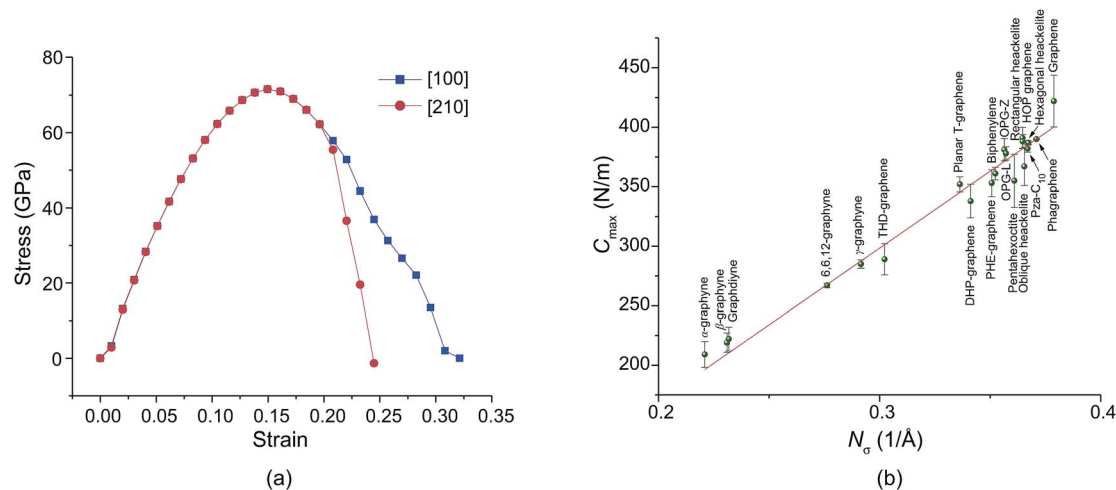 80
60
40
20
0
Stress (GPa)
0.00
0.05
0.10
0.15
0.20
0.25
0.30
0.35
Strain
[100]
[210]
(a)
450
400
350
300
250
200
Cmax (N/m)
0.2
0.3
0.4
Nσ (1/Å)
α-graphyne
β-graphyne
Graphdiyne
6,6,12-graphyne
γ-graphyne
THD-graphene
Planar T-graphene
DHP-graphene
PHE-graphene
Biphenylene
OPG-L
OPG-Z
Pentahexoctite
Oblique heackelite
Rectangular heackelite
HOP graphene
Hexagonal heackelite
Pza-C10
Phagraphene
Graphene
(b)